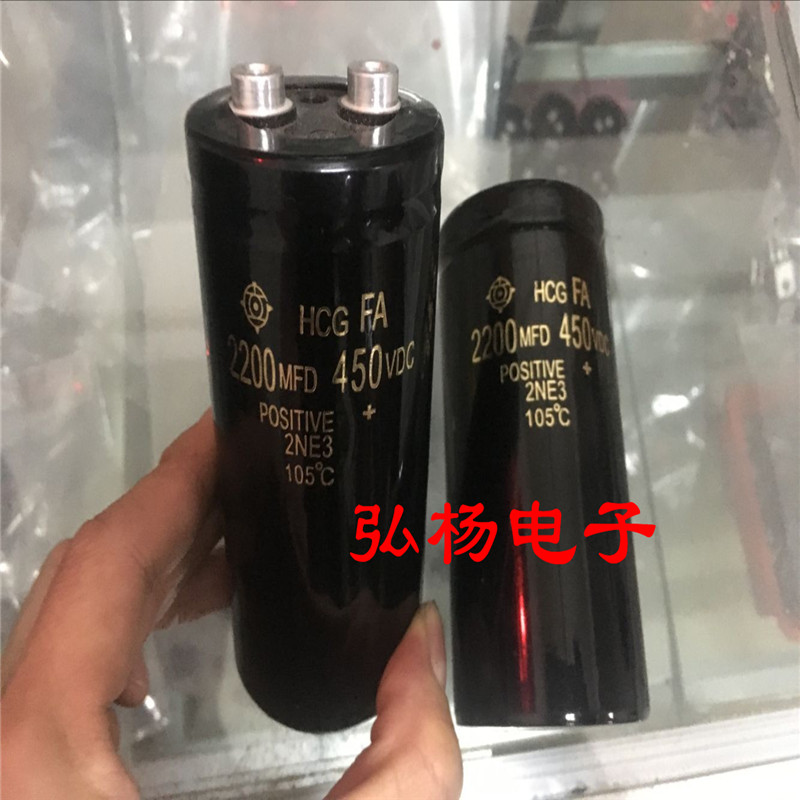 HCG FA
2200MFD 450VDC
POSITIVE +
2NE3
105°C
HCG FA
2200MFD 450VDC
POSITIVE +
2NE3
105°C
弘杨电子